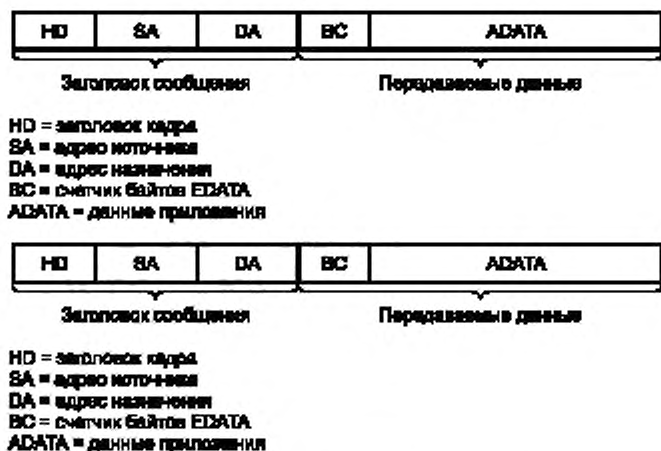 HD SA DA BC ADATA
Заголовок сообщения Передаваемые данные
HD = заголовок кадра
SA = адрес источника
DA = адрес назначения
BC = счетчик байтов EDATA
ADATA = данные приложения
HD SA DA BC ADATA
Заголовок сообщения Передаваемые данные
HD = заголовок кадра
SA = адрес источника
DA = адрес назначения
BC = счетчик байтов EDATA
ADATA = данные приложения